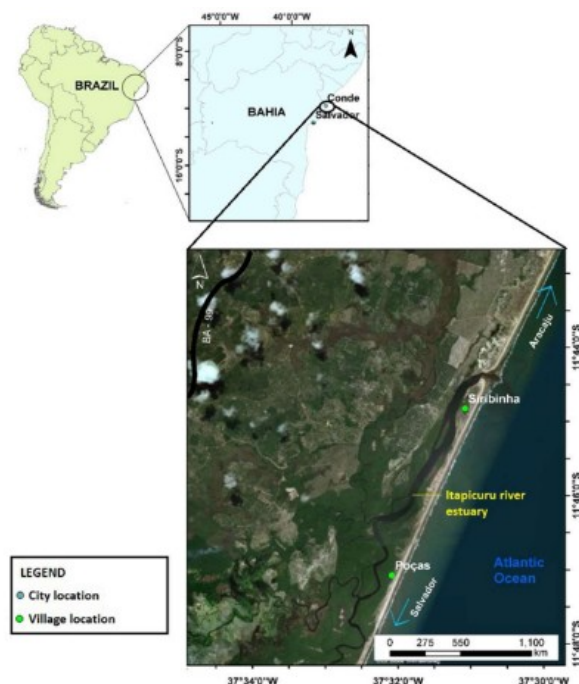 45°0'0"W 40°0'0"W
N
8°0'0"S
BRAZIL
Conde
BAHIA
Salvador
16°0'0"S
N
BA - 99
Aracaju
11°44'0"S
Siribinha
Itapicuru river
estuary
11°46'0"S
Poças
Atlantic
Ocean
Salvador
LEGEND
City location
Village location
0 275 550 1,100
km
11°48'0"S
37°34'0"W 37°32'0"W 37°30'0"W